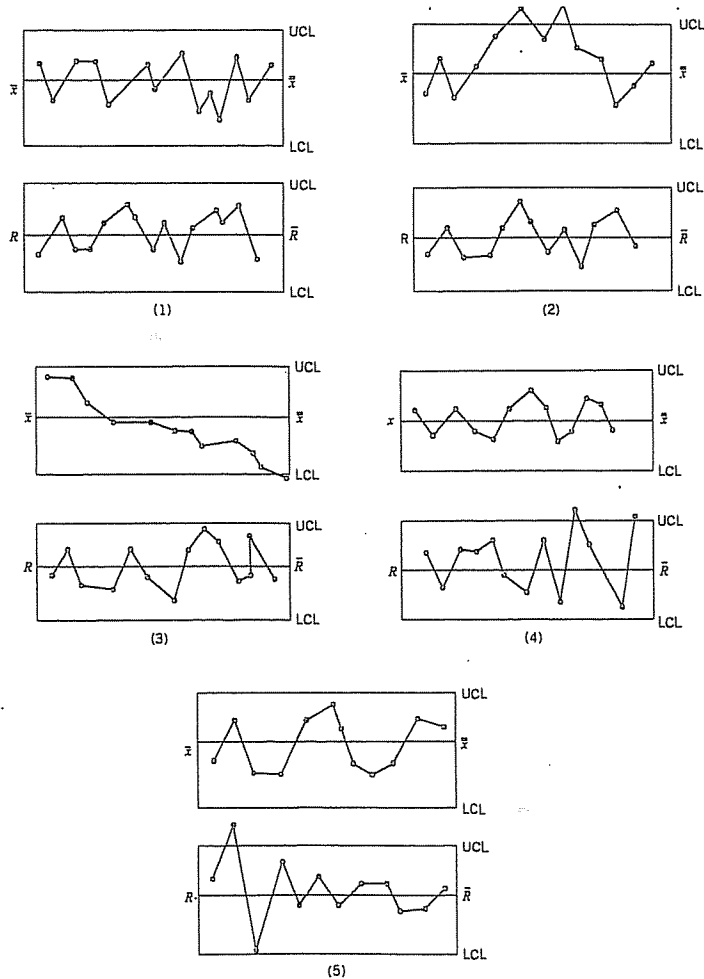 UCL
x̄ x̿
LCL
UCL
R R̄
LCL
(1)
UCL
x̄ x̿
LCL
UCL
R R̄
LCL
(2)
UCL
x̄ x̿
LCL
UCL
R R̄
LCL
(3)
UCL
x x̿
LCL
UCL
R R̄
LCL
(4)
UCL
x̄ x̿
LCL
UCL
R. R̄
LCL
(5)